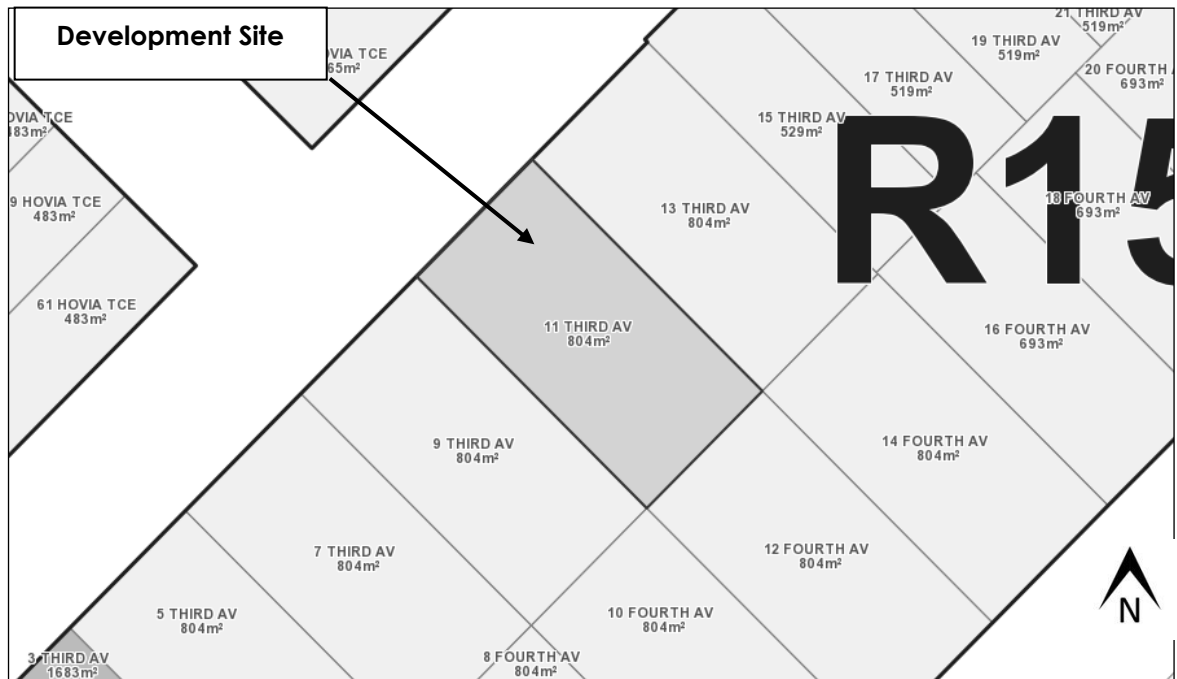 Development Site
OVIA TCE
65m²
21 THIRD AV
519m²
19 THIRD AV
519m²
20 FOURTH A
693m²
17 THIRD AV
519m²
15 THIRD AV
529m²
OVIA TCE
483m²
R15
9 HOVIA TCE
483m²
13 THIRD AV
804m²
18 FOURTH AV
693m²
61 HOVIA TCE
483m²
11 THIRD AV
804m²
16 FOURTH AV
693m²
9 THIRD AV
804m²
14 FOURTH AV
804m²
7 THIRD AV
804m²
12 FOURTH AV
804m²
5 THIRD AV
804m²
10 FOURTH AV
804m²
N
3 THIRD AV
1683m²
8 FOURTH AV
804m²